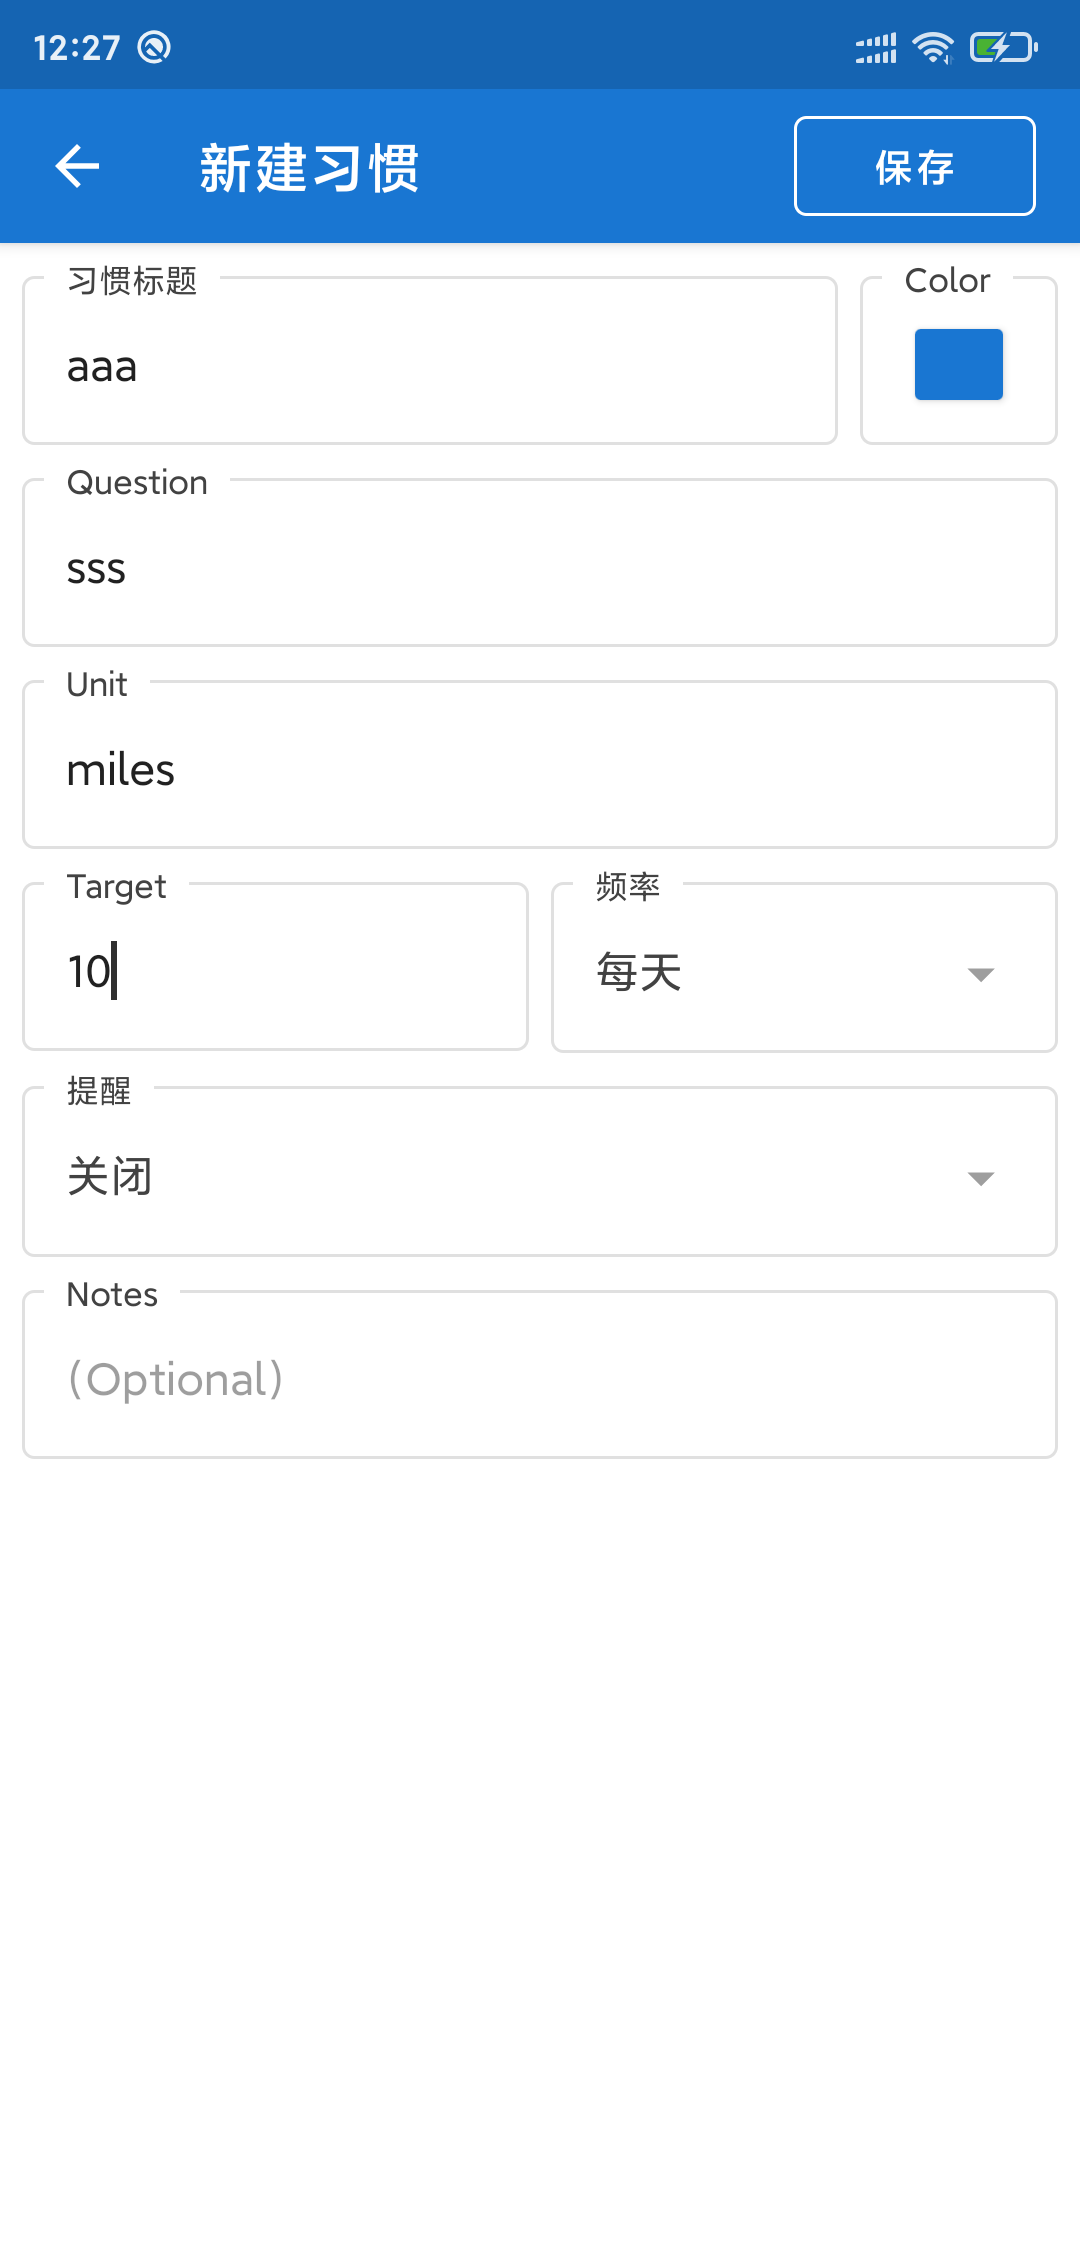 12:27
新建习惯
保存
习惯标题
Color
aaa
Question
sss
Unit
miles
Target
频率
10
每天
提醒
关闭
Notes
(Optional)